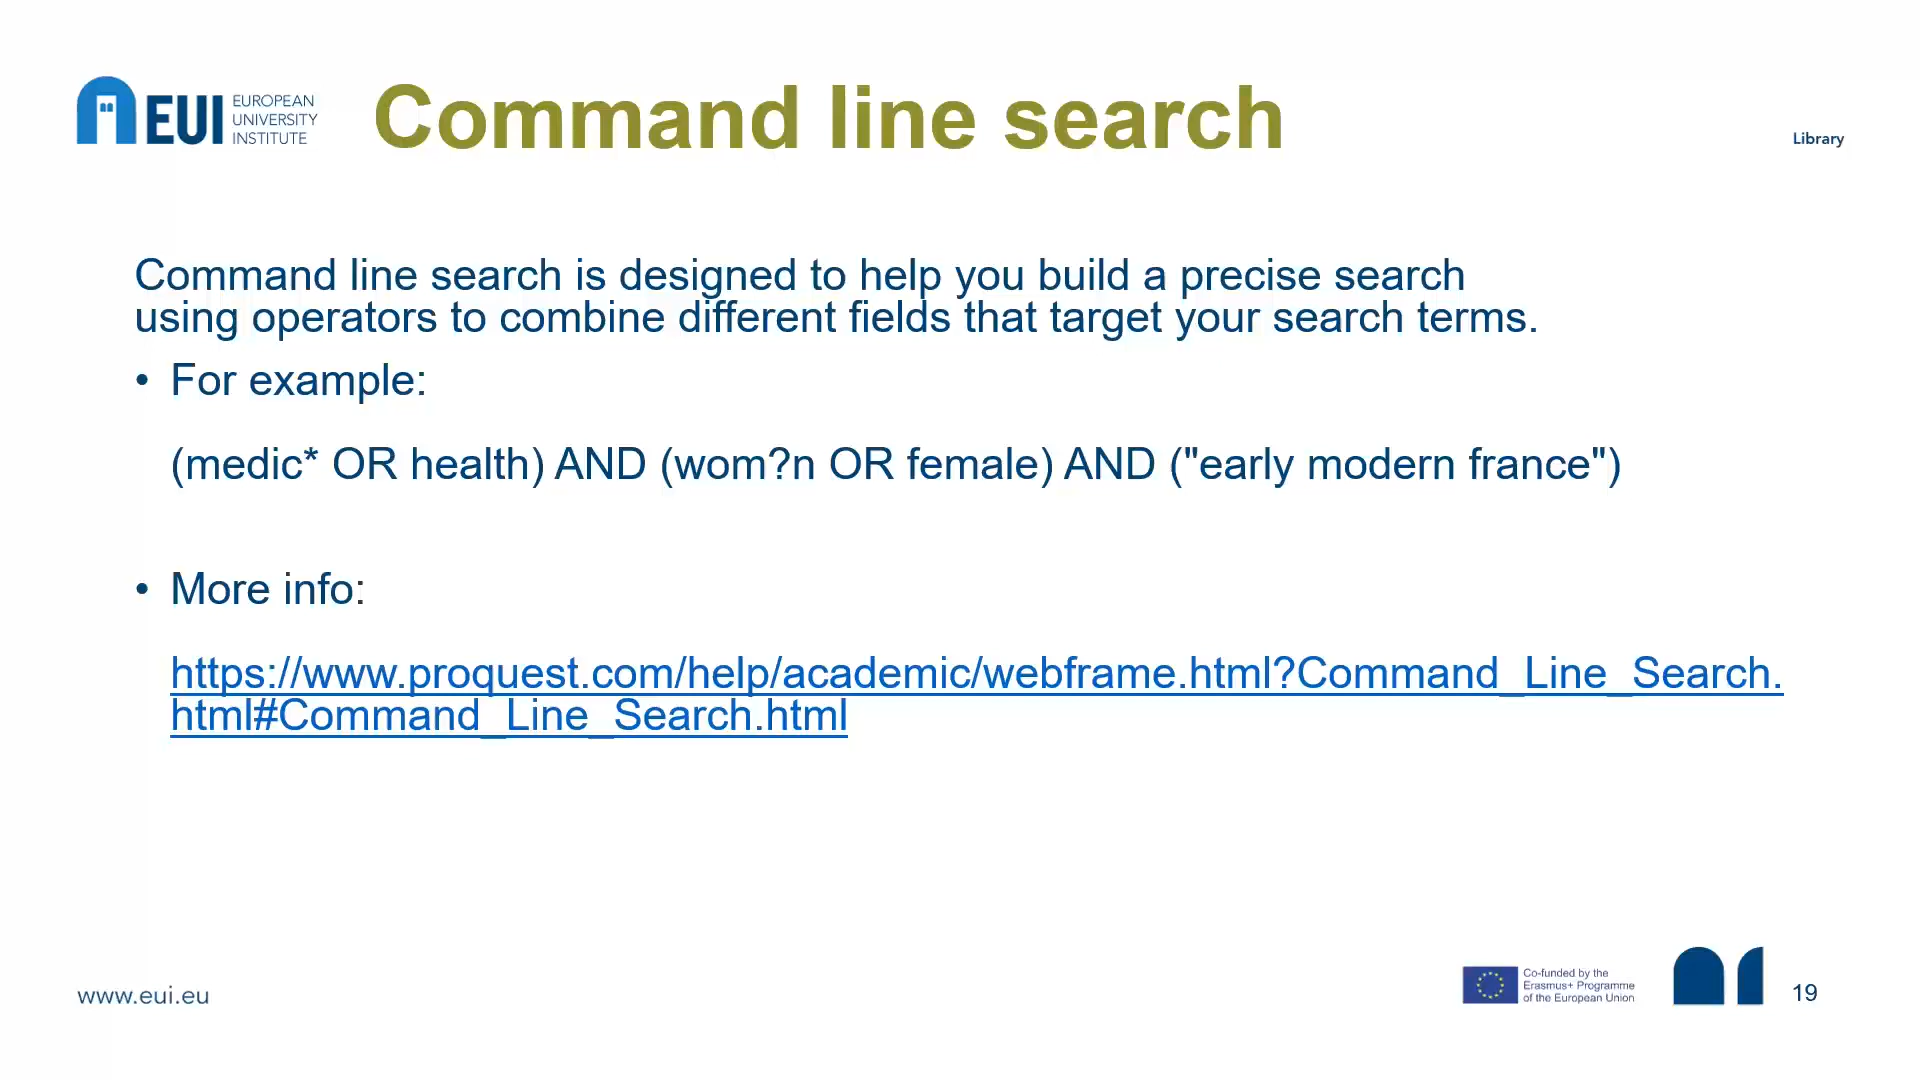 EUI
EUROPEAN
UNIVERSITY
INSTITUTE
Command line search
Library
Command line search is designed to help you build a precise search
using operators to combine different fields that target your search terms.
• For example:
(medic* OR health) AND (wom?n OR female) AND ("early modern france")
• More info:
https://www.proquest.com/help/academic/webframe.html?Command_Line_Search.
html#Command_Line_Search.html
www.eui.eu
Co-funded by the
Erasmus+ Programme
of the European Union
19